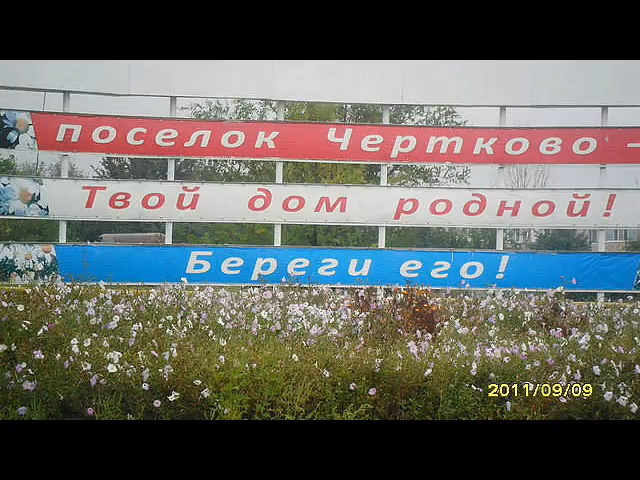 поселок Чертково -
Твой дом родной!
Береги его!
2011/09/09